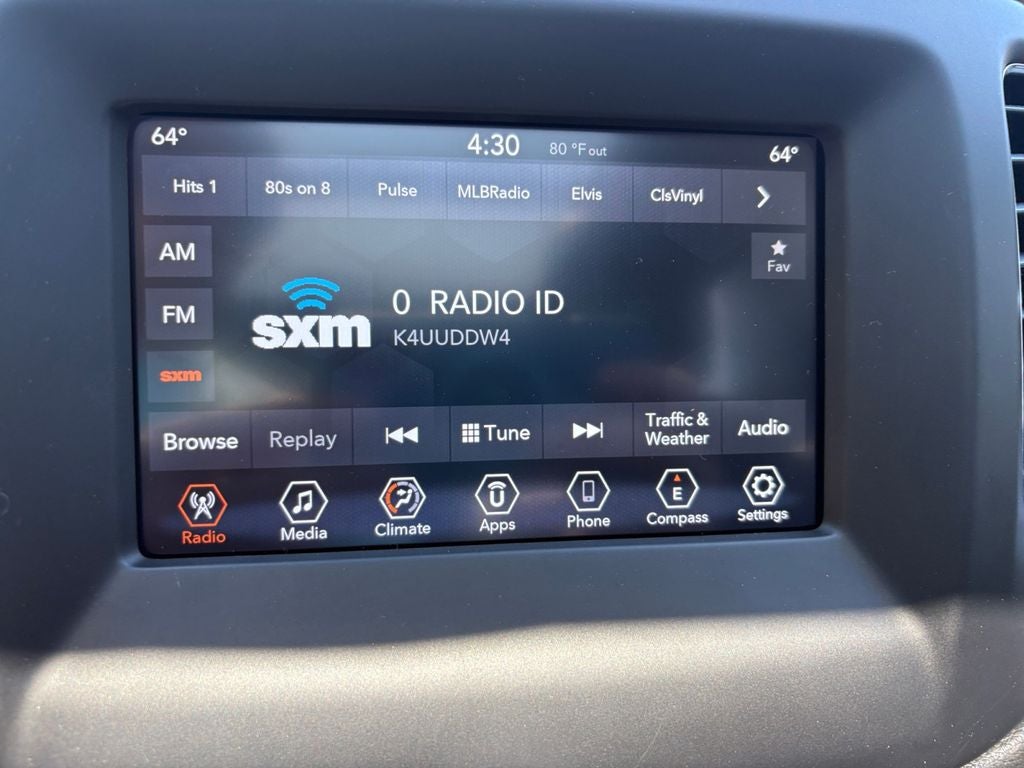 64° 4:30 80 °F out 64°
Hits 1 80s on 8 Pulse MLBRadio Elvis ClsVinyl
AM
Fav
FM
sxm
0 RADIO ID
K4UUDDW4
sxm
Browse Replay Tune Traffic & Weather Audio
E
Radio Media Climate Apps Phone Compass Settings